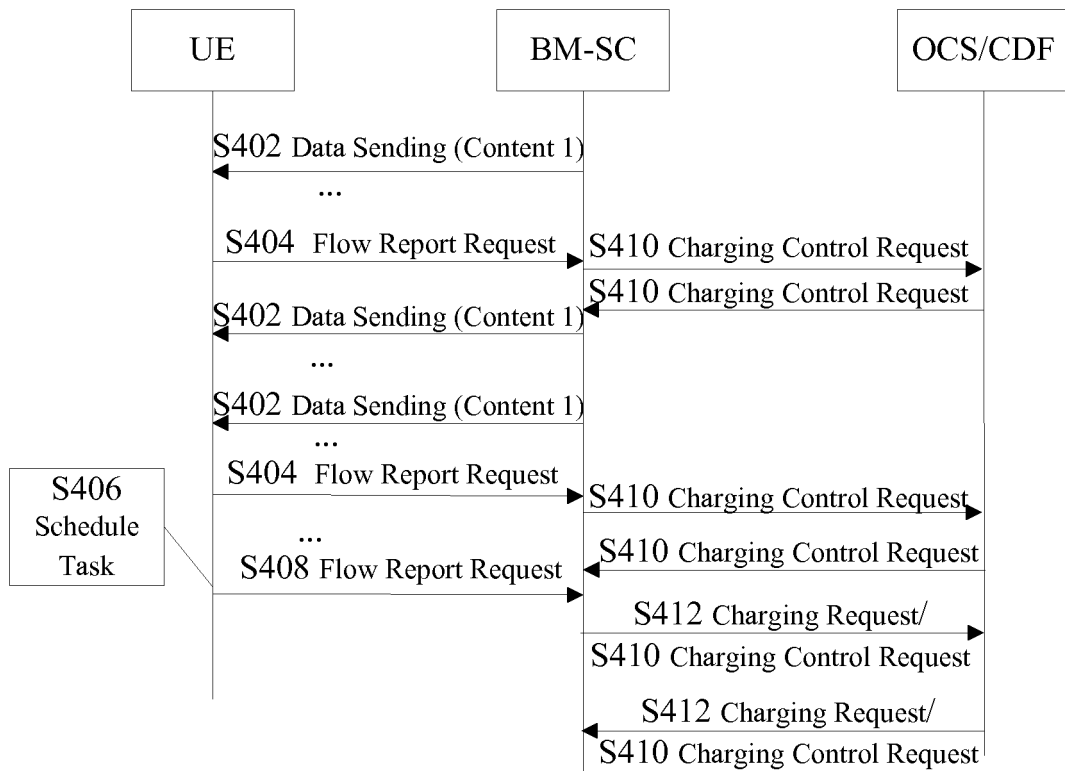 UE
BM-SC
OCS/CDF
S402 Data Sending (Content 1)
...
S404 Flow Report Request
S410 Charging Control Request
S410 Charging Control Request
S402 Data Sending (Content 1)
...
S402 Data Sending (Content 1)
...
S404 Flow Report Request
S406
Schedule
Task
S410 Charging Control Request
...
S410 Charging Control Request
S408 Flow Report Request
S412 Charging Request/
S410 Charging Control Request
S412 Charging Request/
S410 Charging Control Request